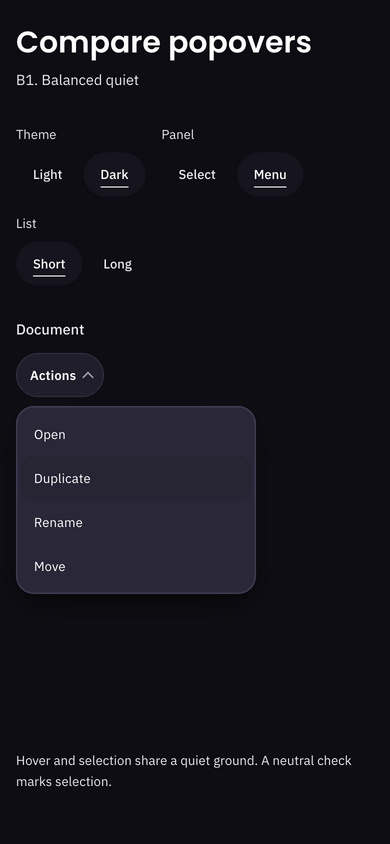 Compare popovers
B1. Balanced quiet
Theme
Panel
Light
Dark
Select
Menu
List
Short
Long
Document
Actions
Open
Duplicate
Rename
Move
Hover and selection share a quiet ground. A neutral check
marks selection.